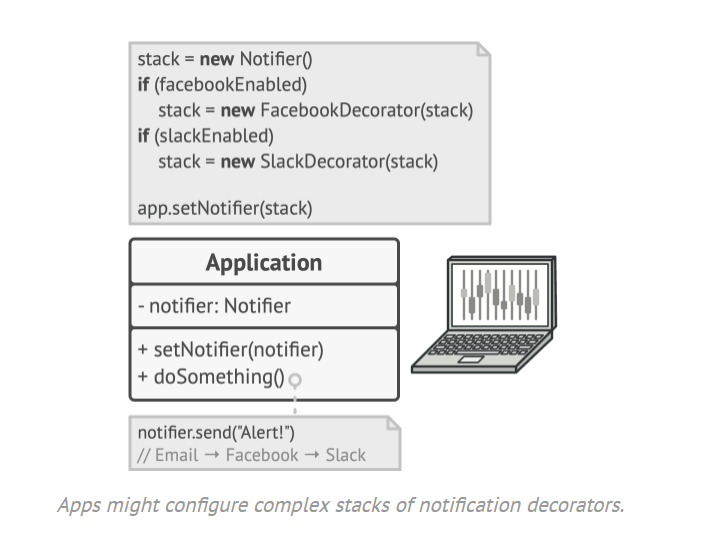 stack = new Notifier()
if (facebookEnabled)
stack = new FacebookDecorator(stack)
if (slackEnabled)
stack = new SlackDecorator(stack)
app.setNotifier(stack)
Application
- notifier: Notifier
+ setNotifier(notifier)
+ doSomething()
notifier.send("Alert!")
// Email → Facebook → Slack
Apps might configure complex stacks of notification decorators.